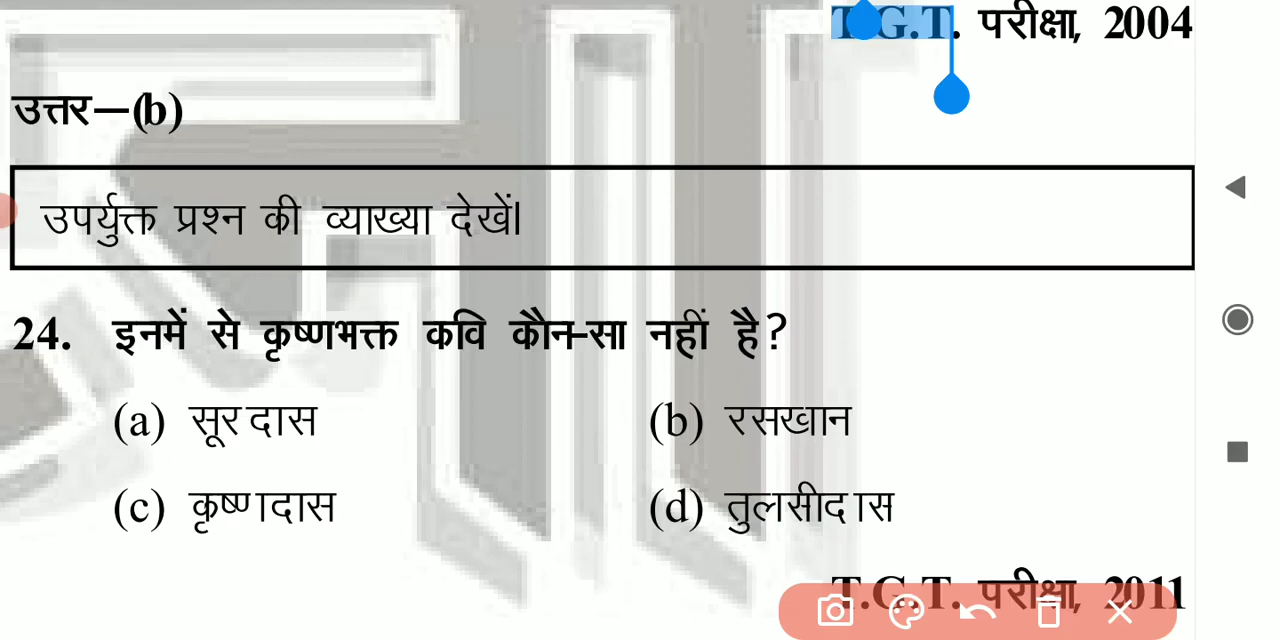 T.G.T. परीक्षा, 2004
उत्तर—(b)
उपर्युक्त प्रश्न की व्याख्या देखें।
24. इनमें से कृष्णभक्त कवि कौन-सा नहीं है?
(a) सूरदास (b) रसखान
(c) कृष्णदास (d) तुलसीदास
T.G.T. परीक्षा, 2011